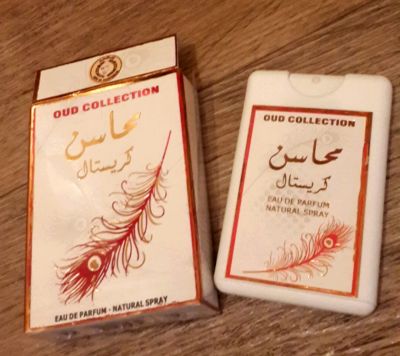 OUD COLLECTION
محاسن
كريستال
EAU DE PARFUM - NATURAL SPRAY
OUD COLLECTION
محاسن
كريستال
EAU DE PARFUM
NATURAL SPRAY